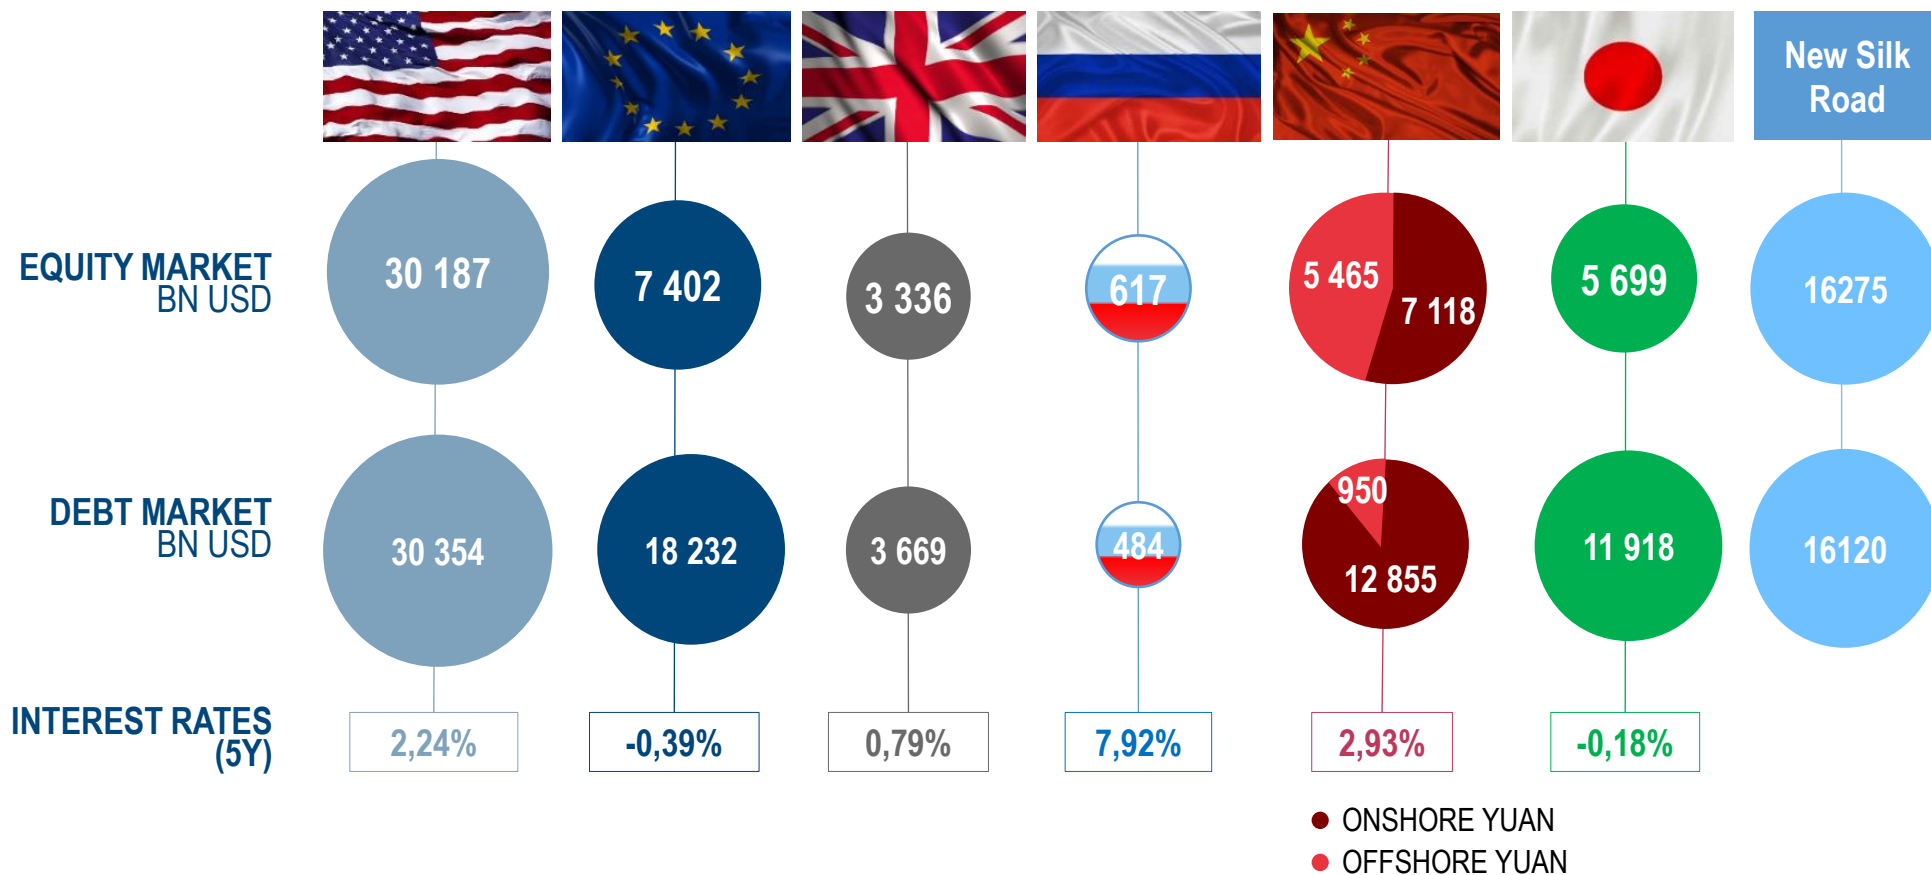 New Silk
Road
EQUITY MARKET
BN USD
30 187
7 402
3 336
617
5 465
7 118
5 699
16275
DEBT MARKET
BN USD
30 354
18 232
3 669
484
950
12 855
11 918
16120
INTEREST RATES
(5Y)
2,24%
-0,39%
0,79%
7,92%
2,93%
-0,18%
ONSHORE YUAN
OFFSHORE YUAN